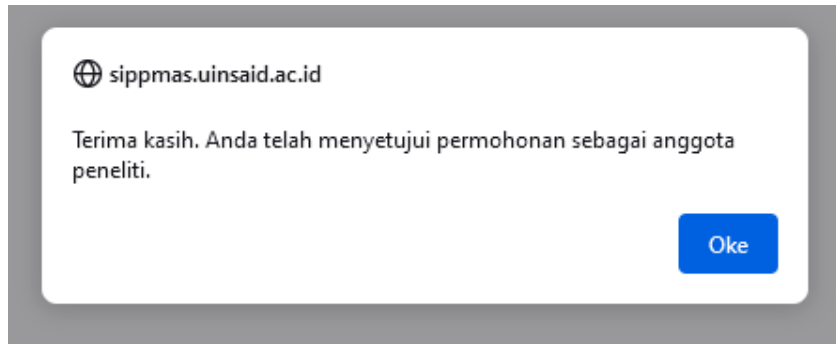 sippmas.uinsaid.ac.id
Terima kasih. Anda telah menyetujui permohonan sebagai anggota
peneliti.
Oke